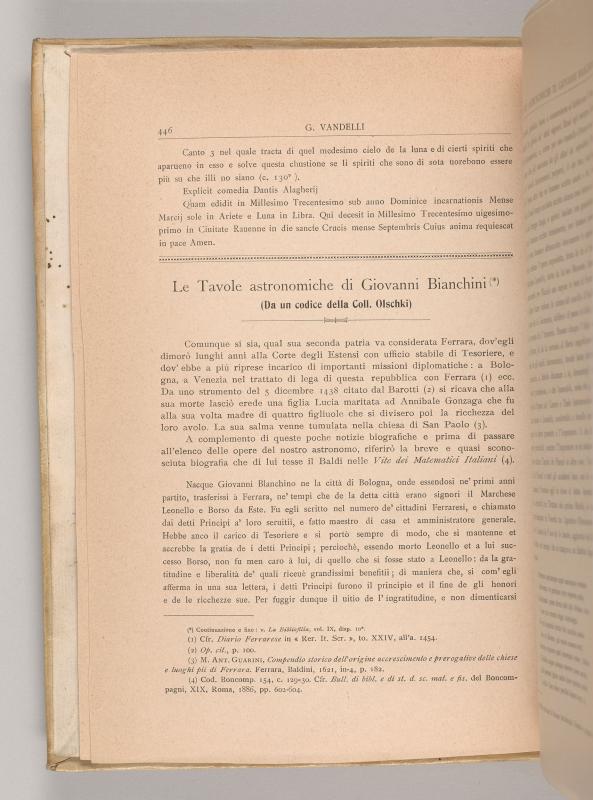 446
G. VANDELLI
Canto 3 nel quale tracta di quel medesimo cielo de la luna e di cierti spiriti che
apparueno in esso e solve questa chustione se li spiriti che sono di sota uorebono essere
più su che illi no siano (c. 130v).
Explicit comedia Dantis Alagherij
Quam edidit in Millesimo Trecentesimo sub anno Dominice incarnationis Mense
Marcij sole in Ariete e Luna in Libra. Qui decesit in Millesimo Trecentesimo uigesimo-
primo in Ciuitate Rauenne in die sancte Crucis mense Septembris Cuius anima requiescat
in pace Amen.
Le Tavole astronomiche di Giovanni Bianchini (*)
(Da un codice della Coll. Olschki)
Comunque si sia, qual sua seconda patria va considerata Ferrara, dov'egli
dimorò lunghi anni alla Corte degli Estensi con ufficio stabile di Tesoriere, e
dov' ebbe a più riprese incarico di importanti missioni diplomatiche: a Bolo-
gna, a Venezia nel trattato di lega di questa repubblica con Ferrara (1) ecc.
Da uno strumento del 5 dicembre 1438 citato dal Barotti (2) si ricava che alla
sua morte lasciò erede una figlia Lucia maritata ad Annibale Gonzaga che fu
alla sua volta madre di quattro figliuole che si divisero poi la ricchezza del
loro avolo. La sua salma venne tumulata nella chiesa di San Paolo (3).
A complemento di queste poche notizie biografiche e prima di passare
all'elenco delle opere del nostro astronomo, riferirò la breve e quasi scono-
sciuta biografia che di lui tesse il Baldi nelle Vite dei Matematici Italiani (4).
Nacque Giovanni Blanchino ne la città di Bologna, onde essendosi ne' primi anni
partito, trasferissi à Ferrara, ne' tempi che de la detta città erano signori il Marchese
Leonello e Borso da Este. Fu egli scritto nel numero de' cittadini Ferraresi, e chiamato
dai detti Principi a' loro seruitii, e fatto maestro di casa et amministratore generale.
Hebbe anco il carico di Tesoriere e si portò sempre di modo, che si mantenne et
accrebbe la gratia de i detti Principi; perciochè, essendo morto Leonello et a lui suc-
cesso Borso, non fu men caro à lui, di quello che si fosse stato a Leonello: da la gra-
titudine e liberalità de' quali riceuè grandissimi benefitii; di maniera che, si com' egli
afferma in una sua lettera, i detti Principi furono il principio et il fine de gli honori
e de le ricchezze sue. Per fuggir dunque il uitio de l' ingratitudine, e non dimenticarsi
(*) Continuazione e fine: v. La Bibliofilia, vol. IX, disp. 10a.
(1) Cfr. Diario Ferrarese in « Rer. It. Scr. », to. XXIV, all'a. 1454.
(2) Op. cit., p. 100.
(3) M. ANT. GUARINI, Compendio storico dell'origine accrescimento e prerogative delle chiese
e luoghi pii di Ferrara. Ferrara, Baldini, 1621, in-4, p. 182.
(4) Cod. Boncomp. 154, c. 129-30. Cfr. Bull. di bibl. e di st. d. sc. mat. e fis. del Boncom-
pagni, XIX, Roma, 1886, pp. 602-604.